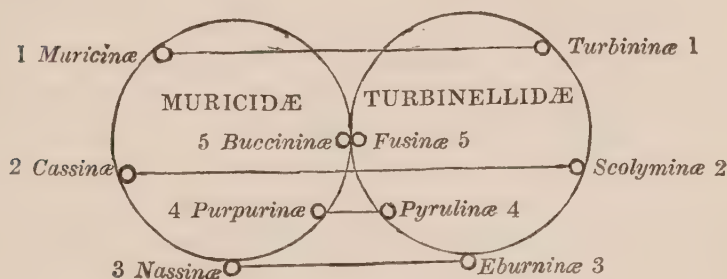 1 Muricinæ Turbininæ 1
MURICIDÆ TURBINELLIDÆ
5 Buccininæ Fusinæ 5
2 Cassinæ Scolyminæ 2
4 Purpurinæ Pyrulinæ 4
3 Nassinæ Eburninæ 3